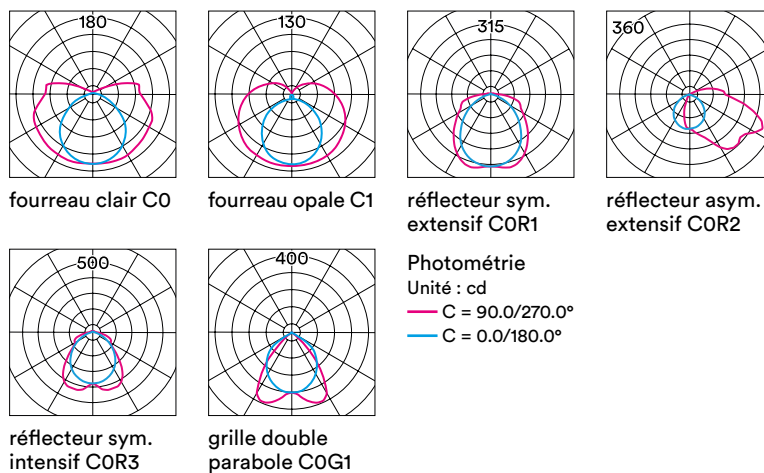 180
130
315
360
fourreau clair C0
fourreau opale C1
réflecteur sym.
extensif C0R1
réflecteur asym.
extensif C0R2
500
400
Photométrie
Unité : cd
C = 90.0/270.0°
C = 0.0/180.0°
réflecteur sym.
intensif C0R3
grille double
parabole C0G1